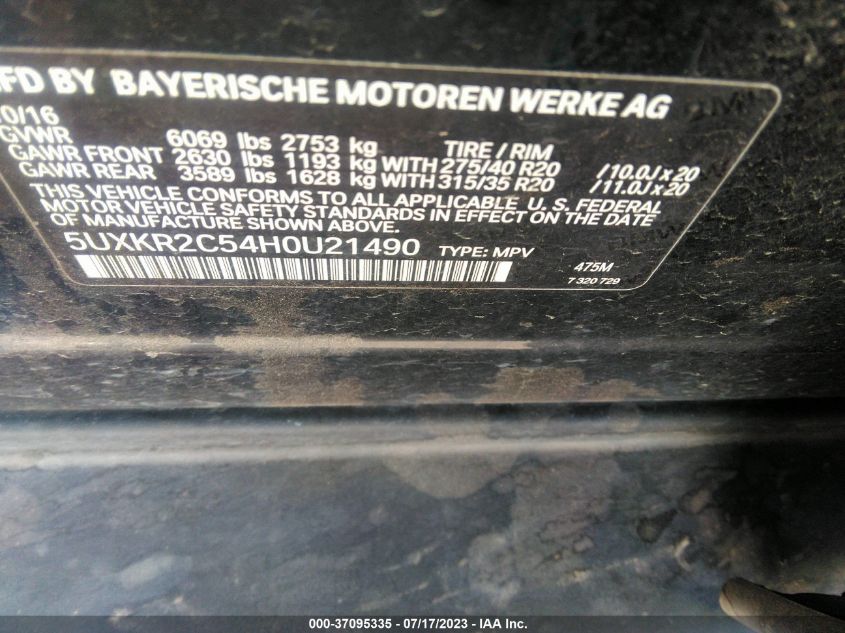 MFD BY BAYERISCHE MOTOREN WERKE AG
0/16
GVWR 6069 lbs 2753 kg TIRE / RIM
GAWR FRONT 2630 lbs 1193 kg WITH 275/40 R20 /10.0J x 20
GAWR REAR 3589 lbs 1628 kg WITH 315/35 R20 /11.0J x 20
THIS VEHICLE CONFORMS TO ALL APPLICABLE U. S. FEDERAL
MOTOR VEHICLE SAFETY STANDARDS IN EFFECT ON THE DATE
OF MANUFACTURE SHOWN ABOVE.
5UXKR2C54H0U21490 TYPE: MPV
475M
7 320 729
000-37095335 - 07/17/2023 - IAA Inc.